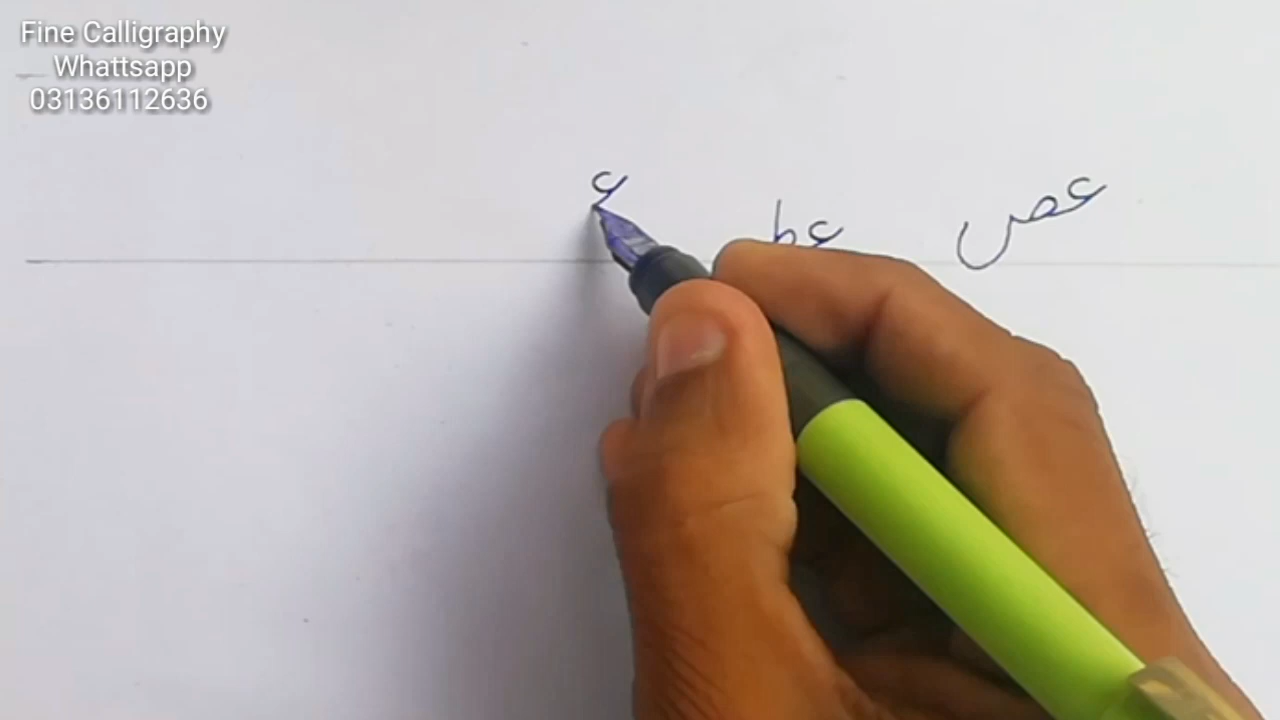 Fine Calligraphy
Whattsapp
03136112636
عص عط ع